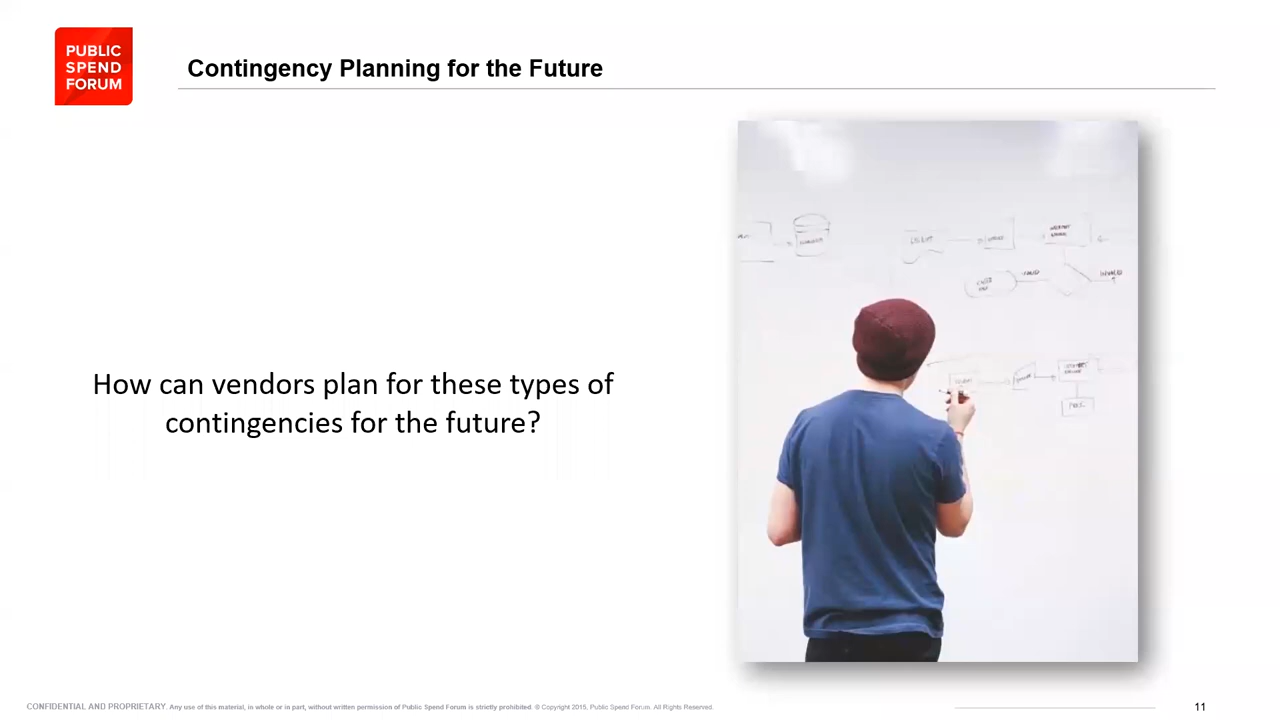 PUBLIC
SPEND
FORUM
Contingency Planning for the Future
How can vendors plan for these types of
contingencies for the future?
CONFIDENTIAL AND PROPRIETARY. Any use of this material, in whole or in part, without written permission of Public Spend Forum is strictly prohibited. © Copyright 2015, Public Spend Forum. All Rights Reserved.
11